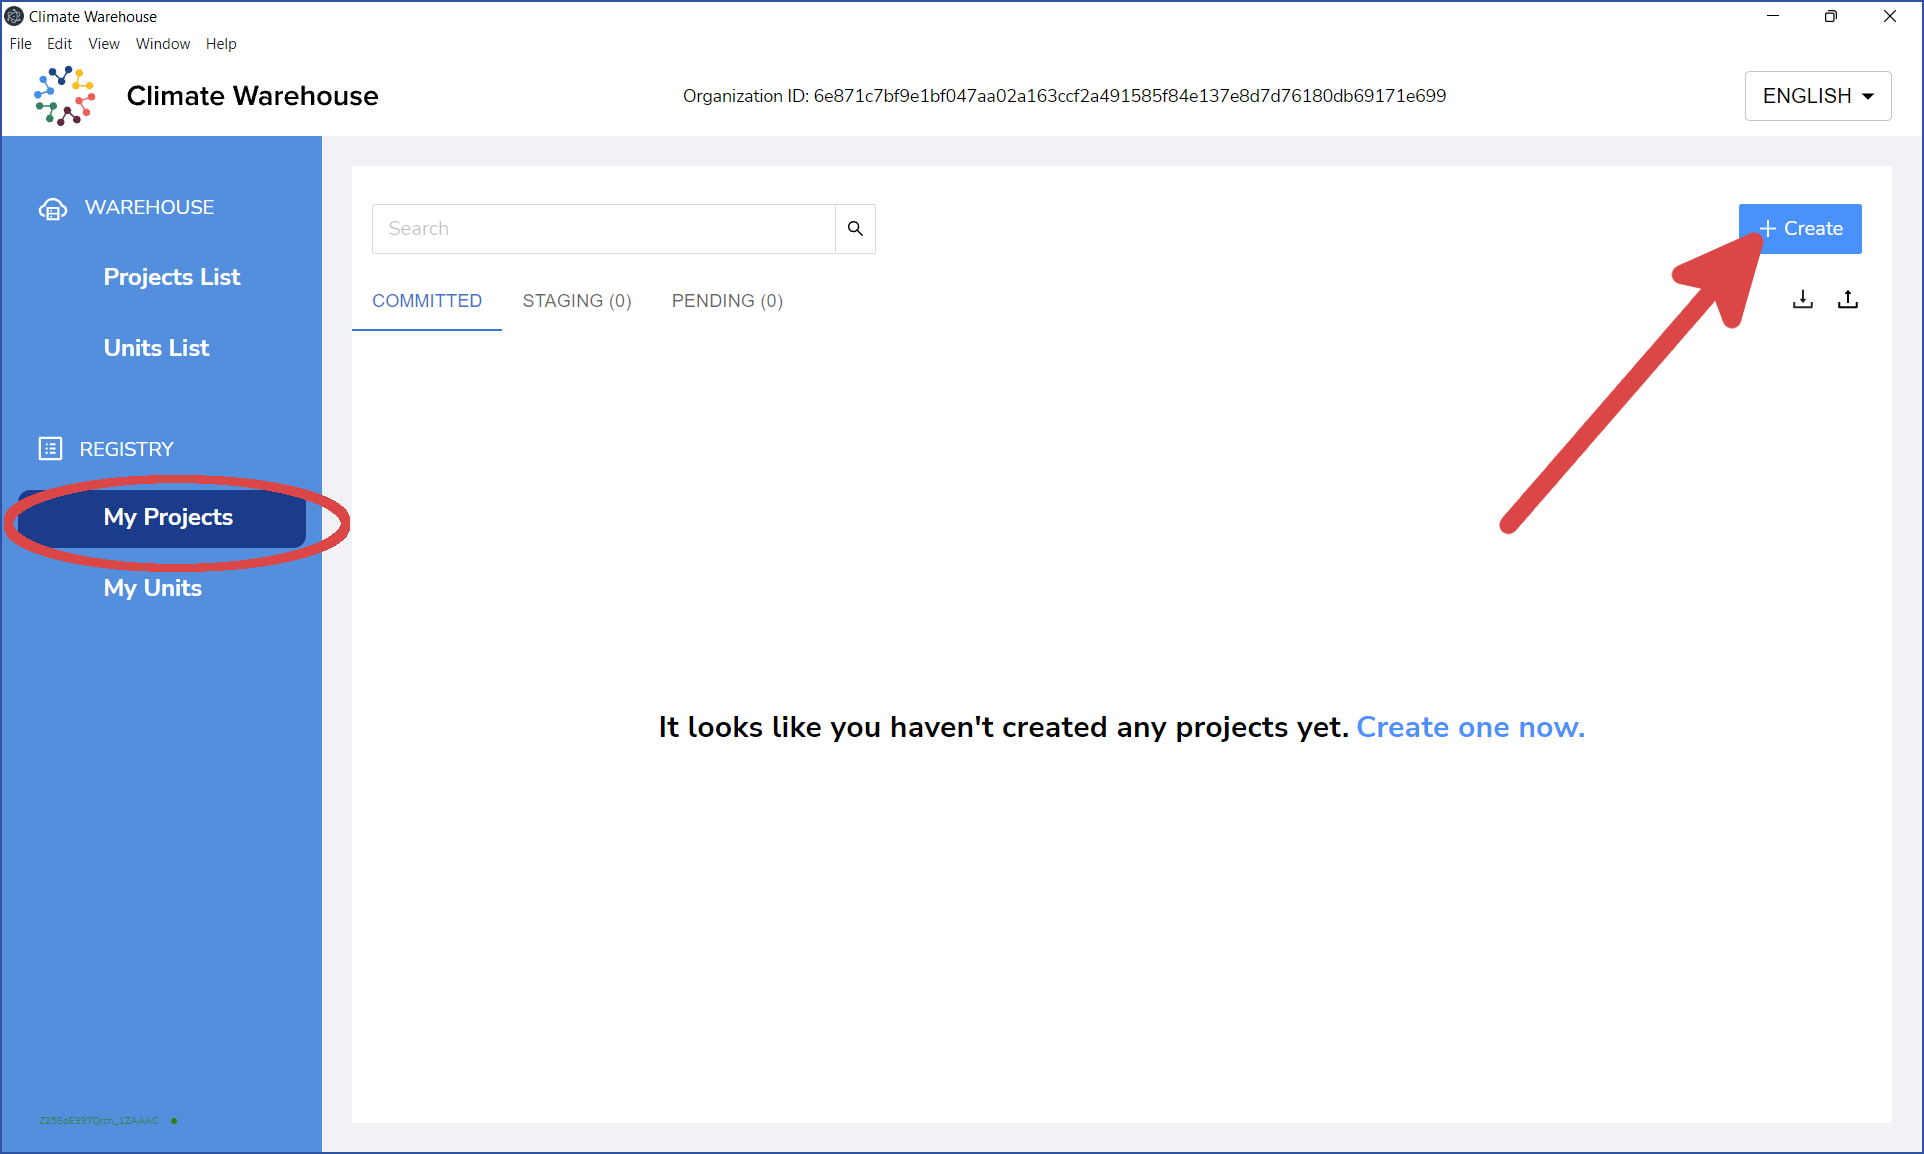 Climate Warehouse
File Edit View Window Help
Climate Warehouse
Organization ID: 6e871c7bf9e1bf047aa02a163ccf2a491585f84e137e8d7d76180db69171e699
ENGLISH
WAREHOUSE
Projects List
Units List
REGISTRY
My Projects
My Units
Search
Create
COMMITTED STAGING (0) PENDING (0)
It looks like you haven't created any projects yet. Create one now.